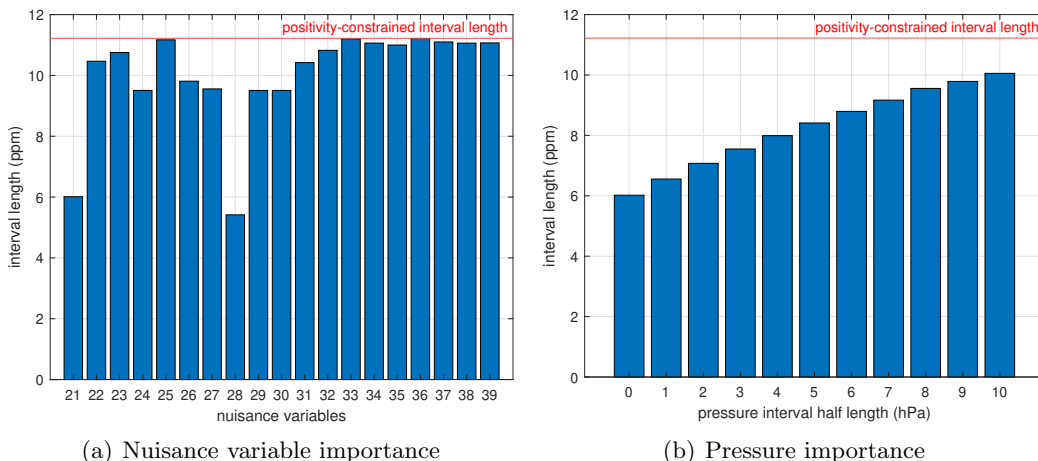 positivity-constrained interval length
12
10
8
6
4
2
0
interval length (ppm)
21 22 23 24 25 26 27 28 29 30 31 32 33 34 35 36 37 38 39
nuisance variables
(a) Nuisance variable importance
positivity-constrained interval length
12
10
8
6
4
2
0
interval length (ppm)
0 1 2 3 4 5 6 7 8 9 10
pressure interval half length (hPa)
(b) Pressure importance